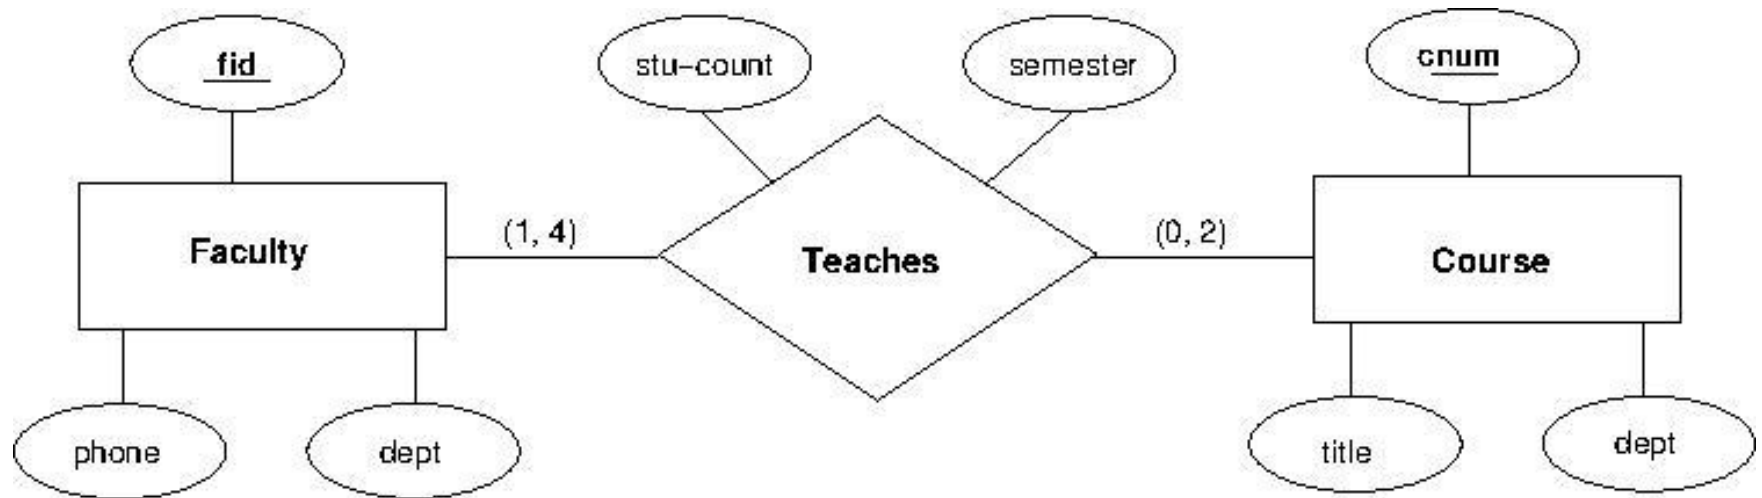 fid
stu-count
semester
cnum
Faculty
(1, 4)
Teaches
(0, 2)
Course
phone
dept
title
dept